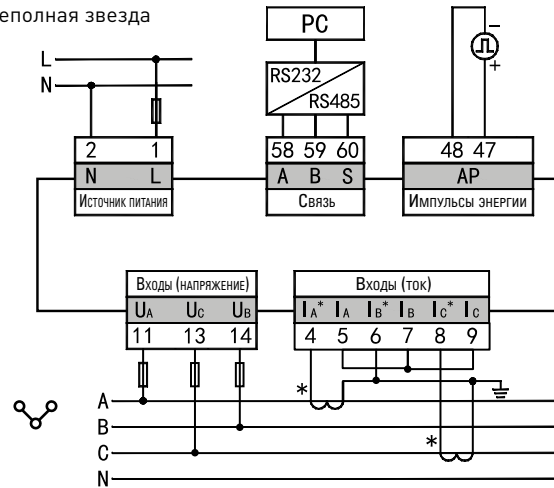 еполная звезда
PC
L
N
RS232
RS485
2 1
58 59 60
48 47
N L
A B S
AP
Источник питания
Связь
Импульсы энергии
Входы (напряжение)
Входы (ток)
UA UC UB
IA* IA IB* IB IC* IC
11 13 14
4 5 6 7 8 9
*
A
B
*
C
N
− 
+